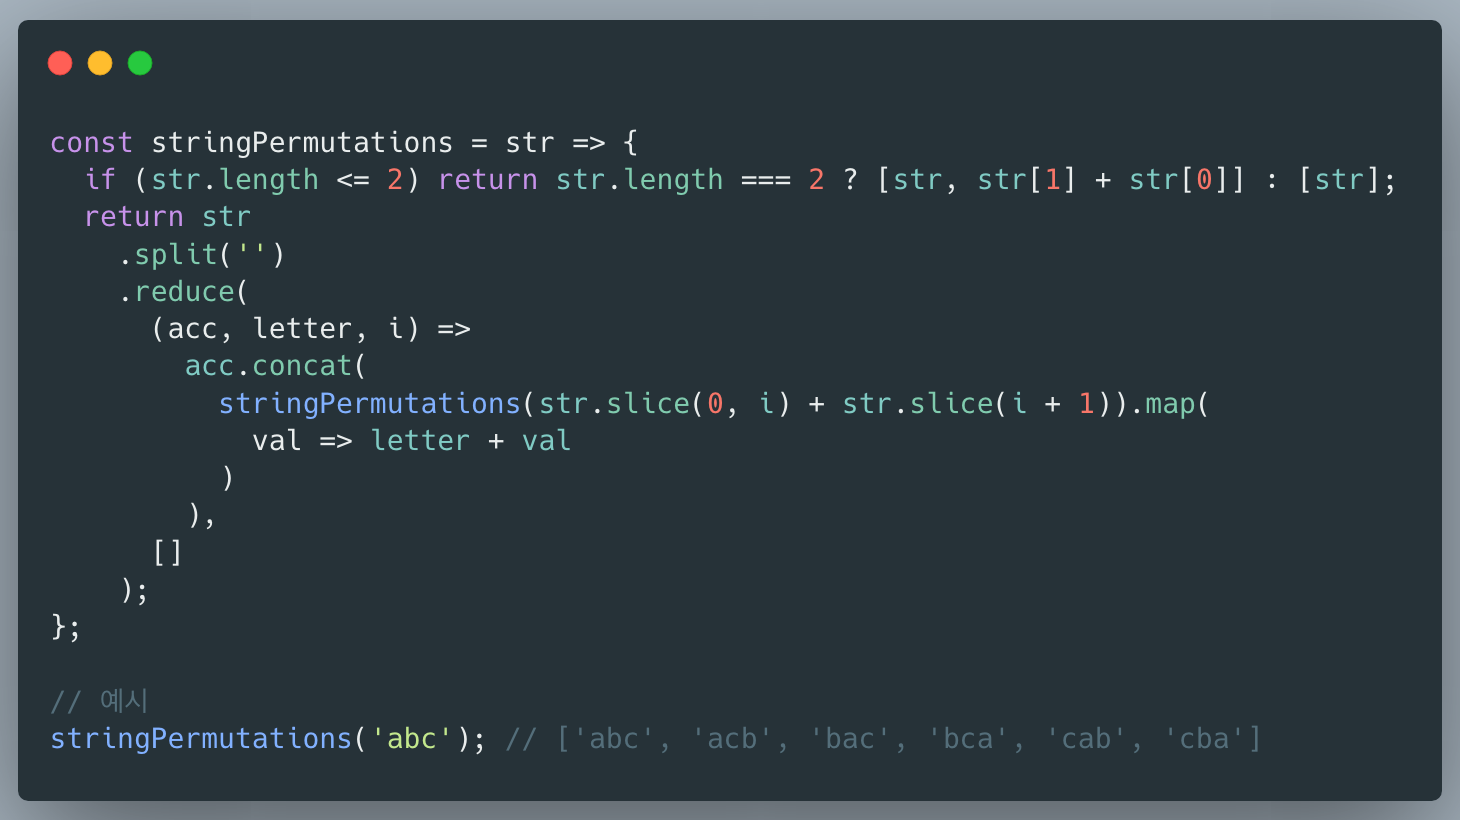 const stringPermutations = str => {
  if (str.length <= 2) return str.length === 2 ? [str, str[1] + str[0]] : [str];
  return str
    .split('')
    .reduce(
      (acc, letter, i) =>
        acc.concat(
          stringPermutations(str.slice(0, i) + str.slice(i + 1)).map(
            val => letter + val
          )
        ),
      []
    );
};

// 예시
stringPermutations('abc'); // ['abc', 'acb', 'bac', 'bca', 'cab', 'cba']